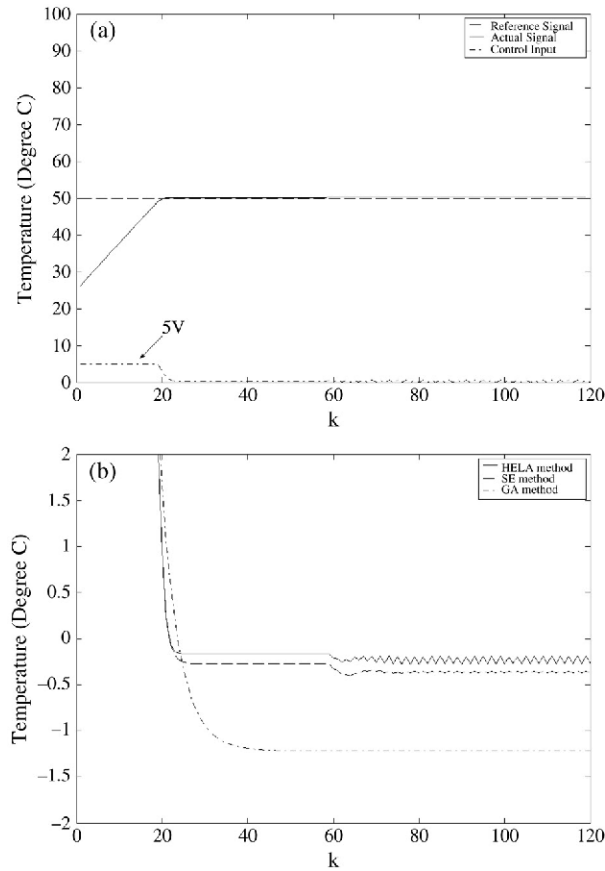 (a)
Reference Signal
Actual Signal
Control Input
Temperature (Degree C)
100
90
80
70
60
50
40
30
20
10
0
5V
0 20 40 60 80 100 120
k
(b)
HELA method
SE method
GA method
Temperature (Degree C)
2
1.5
1
0.5
0
−0.5
−1
−1.5
−2
0 20 40 60 80 100 120
k